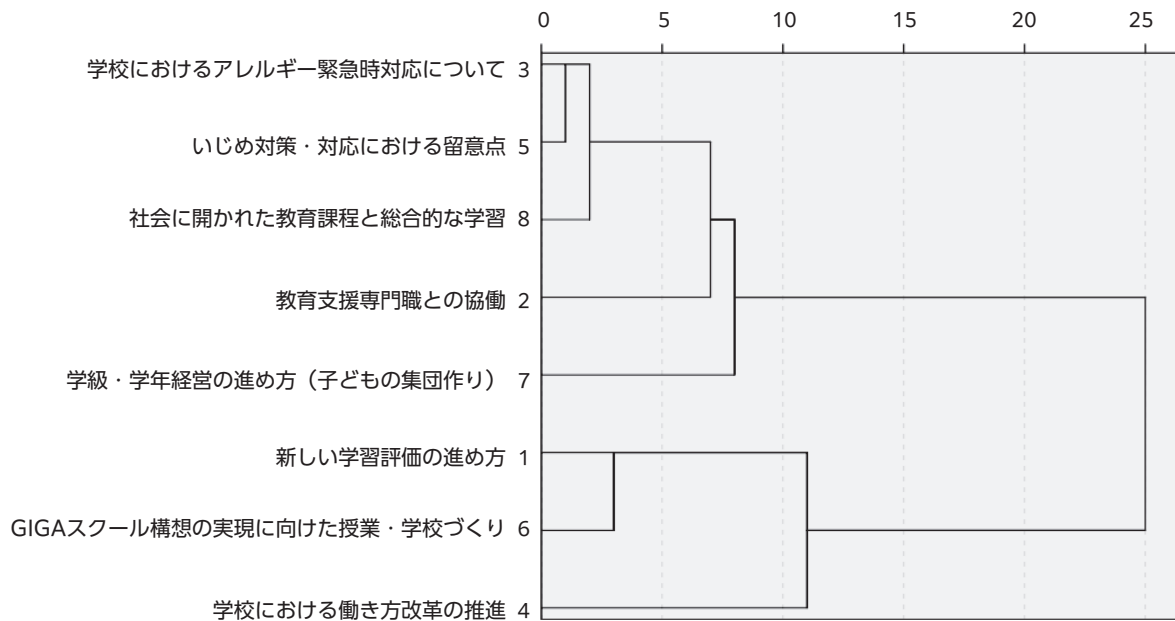 0 5 10 15 20 25
学校におけるアレルギー緊急時対応について 3
いじめ対策・対応における留意点 5
社会に開かれた教育課程と総合的な学習 8
教育支援専門職との協働 2
学級・学年経営の進め方（子どもの集団作り） 7
新しい学習評価の進め方 1
GIGAスクール構想の実現に向けた授業・学校づくり 6
学校における働き方改革の推進 4